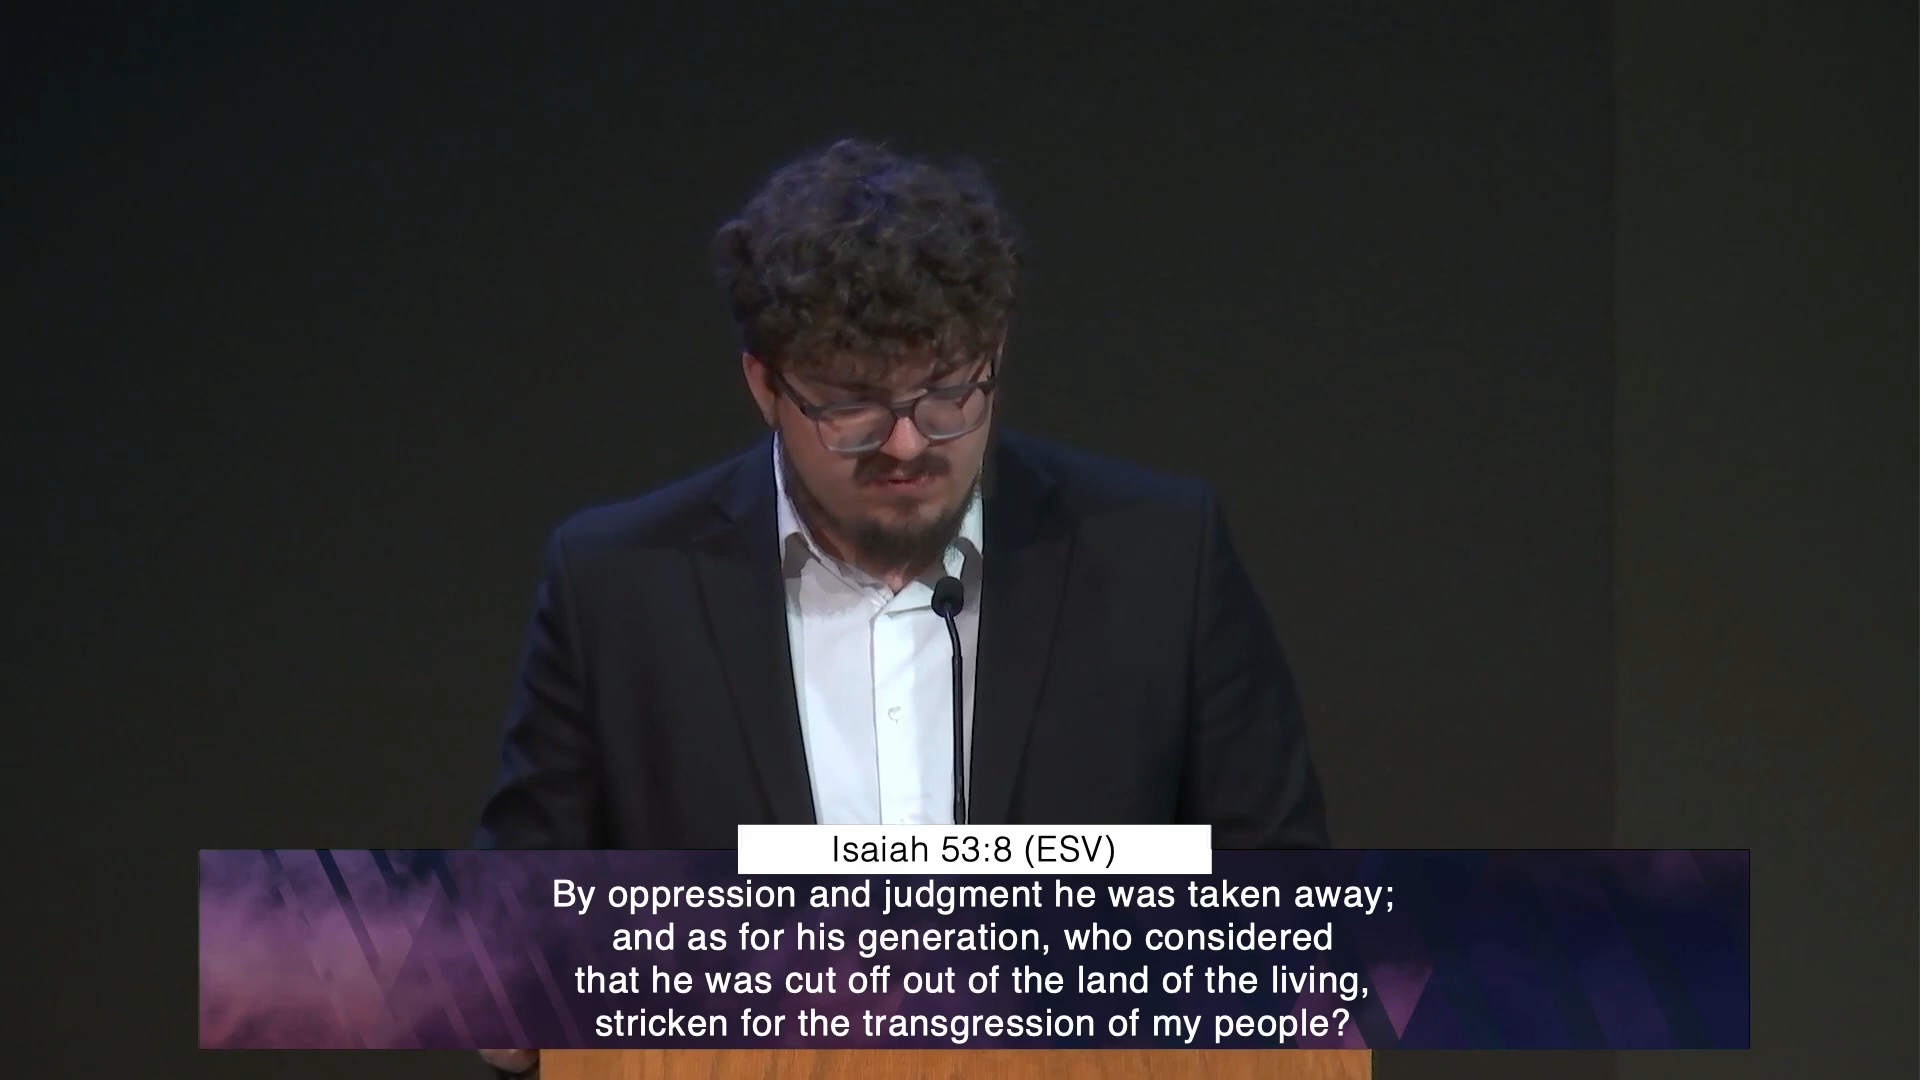 Isaiah 53:8 (ESV)
By oppression and judgment he was taken away;
and as for his generation, who considered
that he was cut off out of the land of the living,
stricken for the transgression of my people?